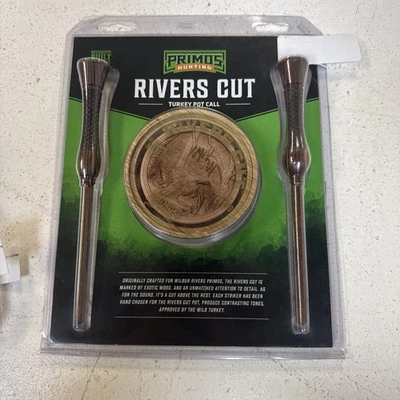 BUILT
PRIMOS
HUNTING
RIVERS CUT
TURKEY POT CALL
ORIGINALLY CRAFTED FOR WILBUR RIVERS PRIMOS, THE RIVERS CUT IS
MARKED BY EXOTIC WOOD, AND AN UNMATCHED ATTENTION TO DETAIL. AS
FOR THE SOUND, IT'S A CUT ABOVE THE REST. EACH STRIKER HAS BEEN
HAND CHOSEN FOR THE RIVERS CUT POT, PRODUCE CONTRASTING TONES,
APPROVED BY THE WILD TURKEY.